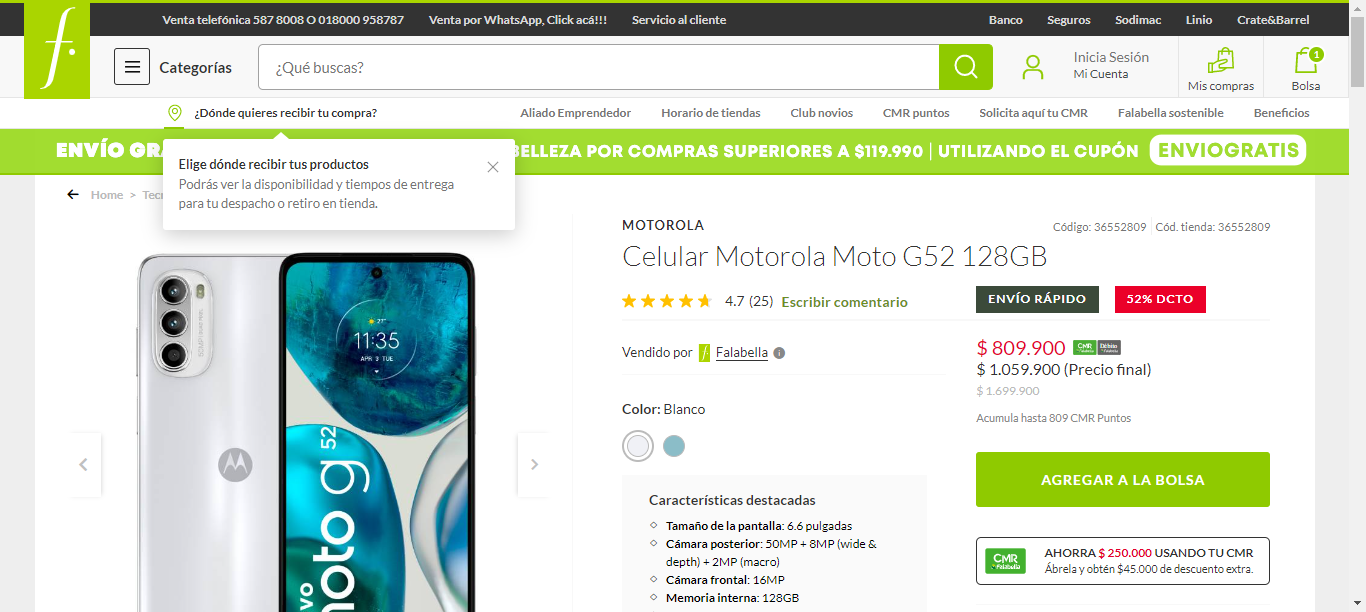 Venta telefónica 587 8008 O 018000 958787 Venta por WhatsApp, Click acá!!! Servicio al cliente Banco Seguros Sodimac Linio Crate&Barrel
f.
Categorías
¿Qué buscas?
Inicia Sesión
Mi Cuenta
Mis compras
1
Bolsa
¿Dónde quieres recibir tu compra? Aliado Emprendedor Horario de tiendas Club novios CMR puntos Solicita aquí tu CMR Falabella sostenible Beneficios
ENVÍO GRA BELLEZA POR COMPRAS SUPERIORES A $119.990 | UTILIZANDO EL CUPÓN ENVIOGRATIS
Elige dónde recibir tus productos
Podrás ver la disponibilidad y tiempos de entrega
para tu despacho o retiro en tienda.
Home > Tecn
11:35
APR 3 TUE
27°
50MP
moto g 52
MOTOROLA
Código: 36552809 Cód. tienda: 36552809
Celular Motorola Moto G52 128GB
4.7 (25) Escribir comentario
ENVÍO RÁPIDO 52% DCTO
Vendido por f Falabella i
$ 809.900 CMR Falabella Débito
$ 1.059.900 (Precio final)
$ 1.699.900
Acumula hasta 809 CMR Puntos
Color: Blanco
AGREGAR A LA BOLSA
Características destacadas
Tamaño de la pantalla: 6.6 pulgadas
Cámara posterior: 50MP + 8MP (wide &
depth) + 2MP (macro)
Cámara frontal: 16MP
Memoria interna: 128GB
CMR Falabella
AHORRA $ 250.000 USANDO TU CMR
Ábrela y obtén $45.000 de descuento extra.